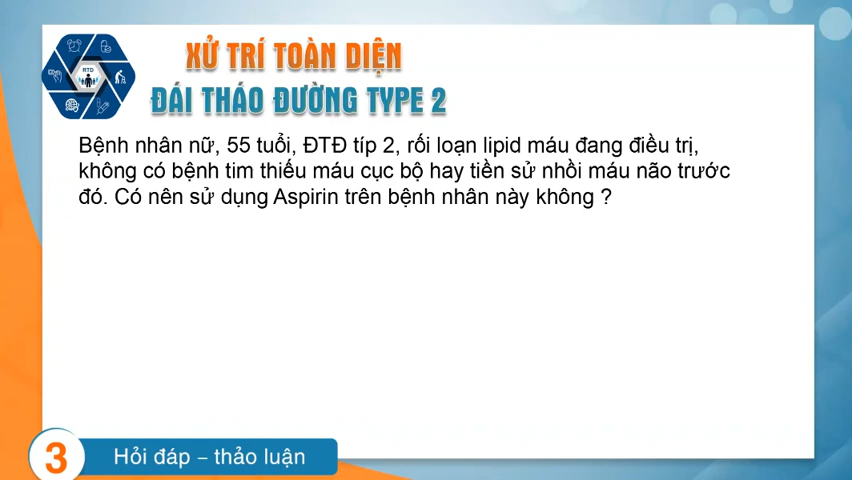 RTD
XỬ TRÍ TOÀN DIỆN
ĐÁI THÁO ĐƯỜNG TYPE 2
Bệnh nhân nữ, 55 tuổi, ĐTĐ típ 2, rối loạn lipid máu đang điều trị,
không có bệnh tim thiếu máu cục bộ hay tiền sử nhồi máu não trước
đó. Có nên sử dụng Aspirin trên bệnh nhân này không ?
3
Hỏi đáp – thảo luận